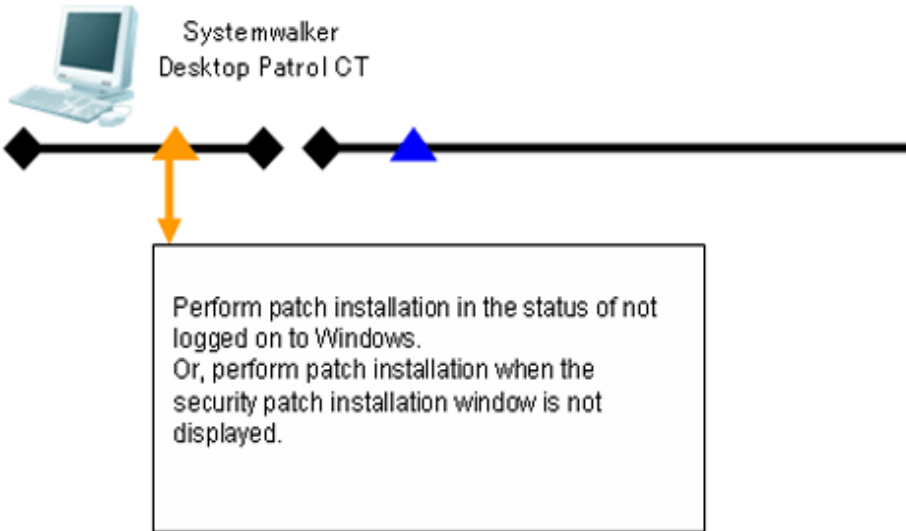 Systemwalker
Desktop Patrol CT
Perform patch installation in the status of not
logged on to Windows.
Or, perform patch installation when the
security patch installation window is not
displayed.